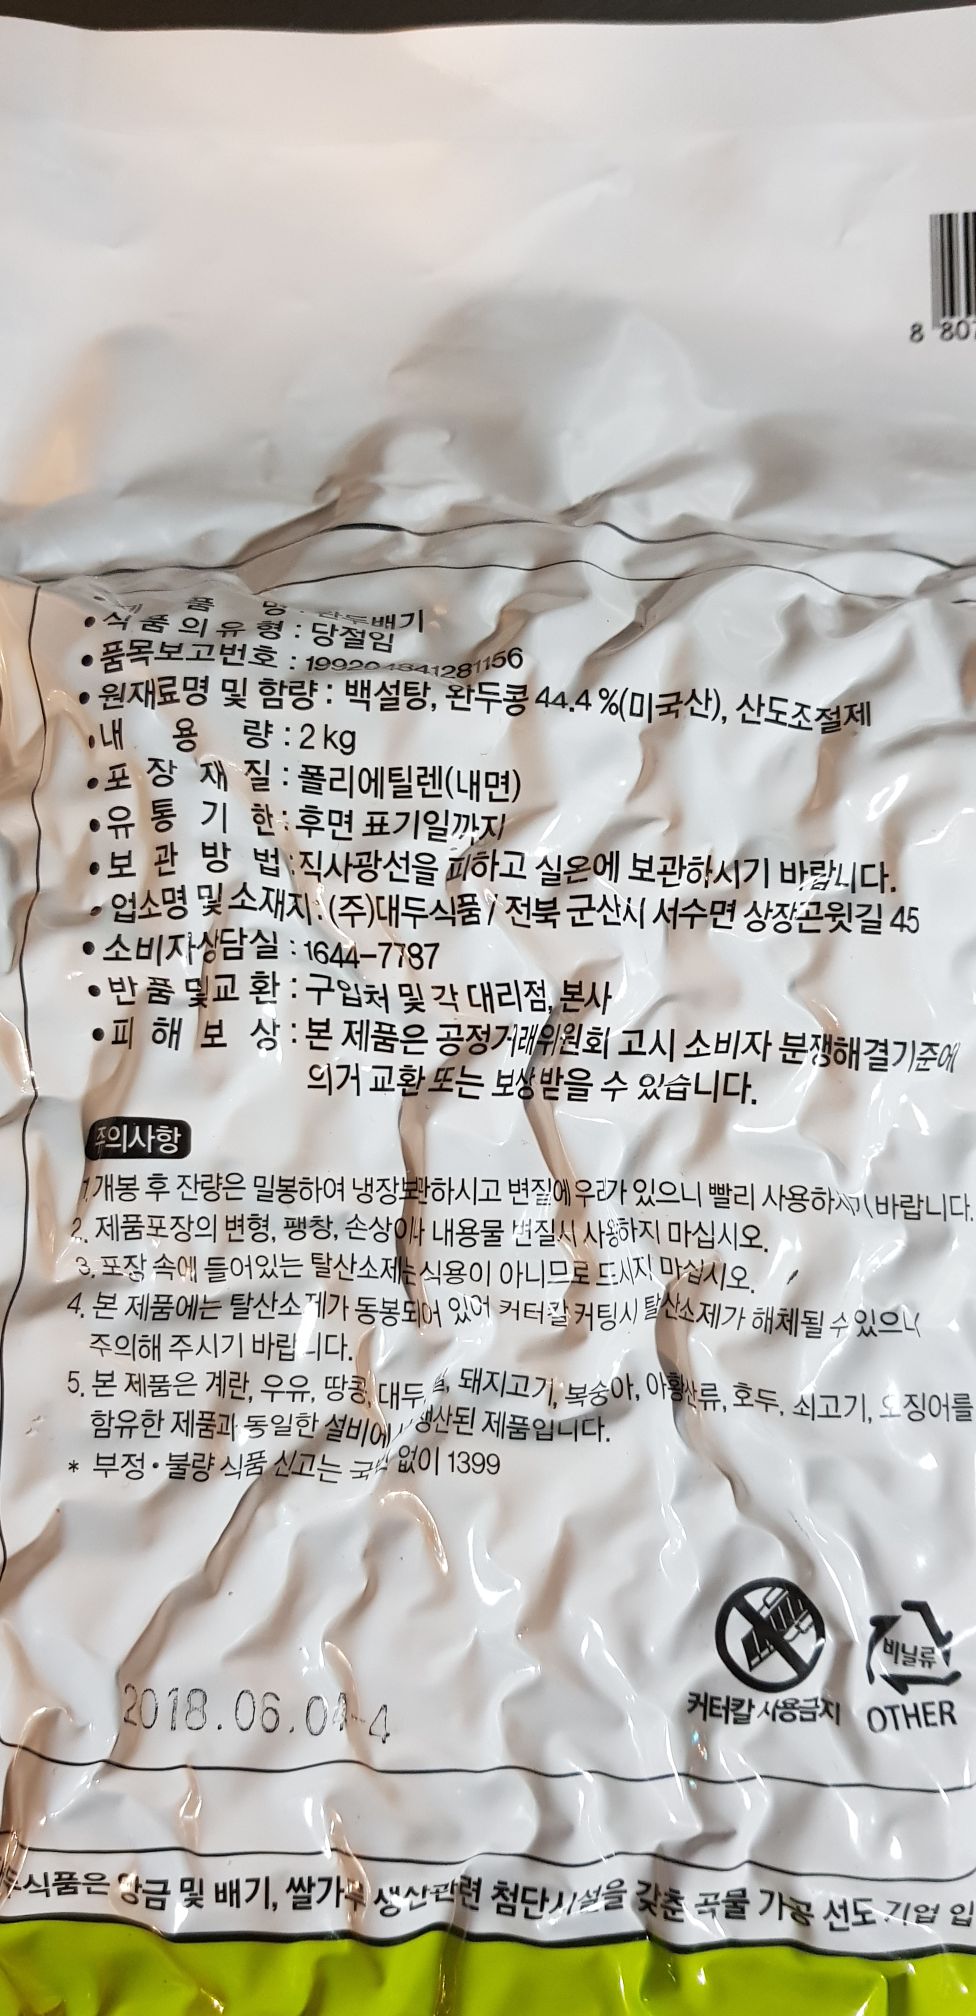 8 807
품 명 : 완두배기
•식품의유형 : 당절임
•품목보고번호 :
•원재료명 및 함량 : 백설탕, 완두콩 44.4 %(미국산), 산도조절제
•내 용 량 : 2 kg
•포 장 재 질 : 폴리에틸렌(내면)
•유 통 기 한 : 후면 표기일까지
•보 관 방 법 : 직사광선을 피하고 실온에 보관하시기 바랍니다.
•업소명 및 소재지 : (주)대두식품 / 전북 군산시 서수면 상장곤윗길 45
•소비자상담실 : 1644-7787
•반 품 및 교 환 : 구입처 및 각 대리점, 본사
•피 해 보 상 : 본 제품은 공정거래위원회 고시 소비자 분쟁해결기준에
의거 교환 또는 보상받을 수 있습니다.
주의사항
1. 개봉 후 잔량은 밀봉하여 냉장보관하시고 변질에 우려가 있으니 빨리 사용하시기 바랍니다.
2. 제품포장의 변형, 팽창, 손상이나 내용물 변질시 사용하지 마십시오.
3. 포장 속에 들어있는 탈산소제는 식용이 아니므로 드시지 마십시오.
4. 본 제품에는 탈산소제가 동봉되어 있어 커터칼 커팅시 탈산소제가 해체될 수 있으니
주의해 주시기 바랍니다.
5. 본 제품은 계란, 우유, 땅콩, 대두, 밀, 돼지고기, 복숭아, 아황산류, 호두, 쇠고기, 오징어를
함유한 제품과 동일한 설비에서 생산된 제품입니다.
* 부정•불량 식품 신고는 국번 없이 1399
비닐류
커터칼 사용금지 OTHER
2018.06.04-4
두식품은 앙금 및 배기, 쌀가루 생산관련 첨단시설을 갖춘 곡물 가공 선도 기업 입